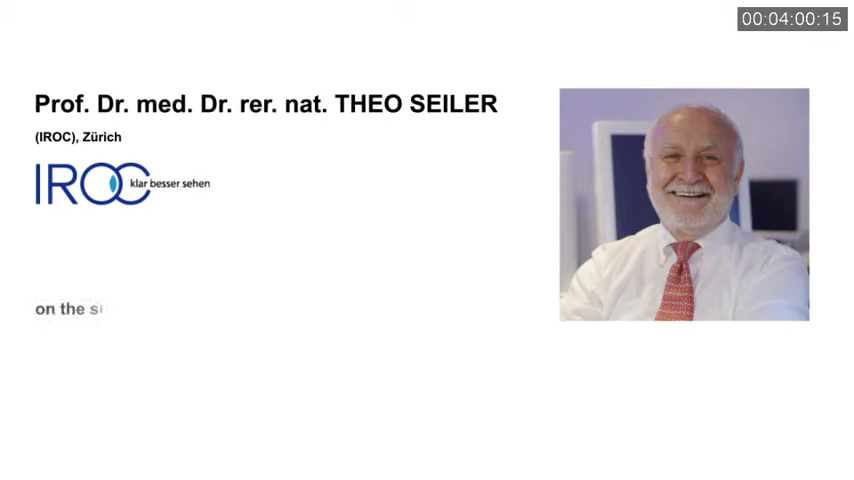 00:04:00:15
Prof. Dr. med. Dr. rer. nat. THEO SEILER
(IROC), Zürich
IROC klar besser sehen
on the